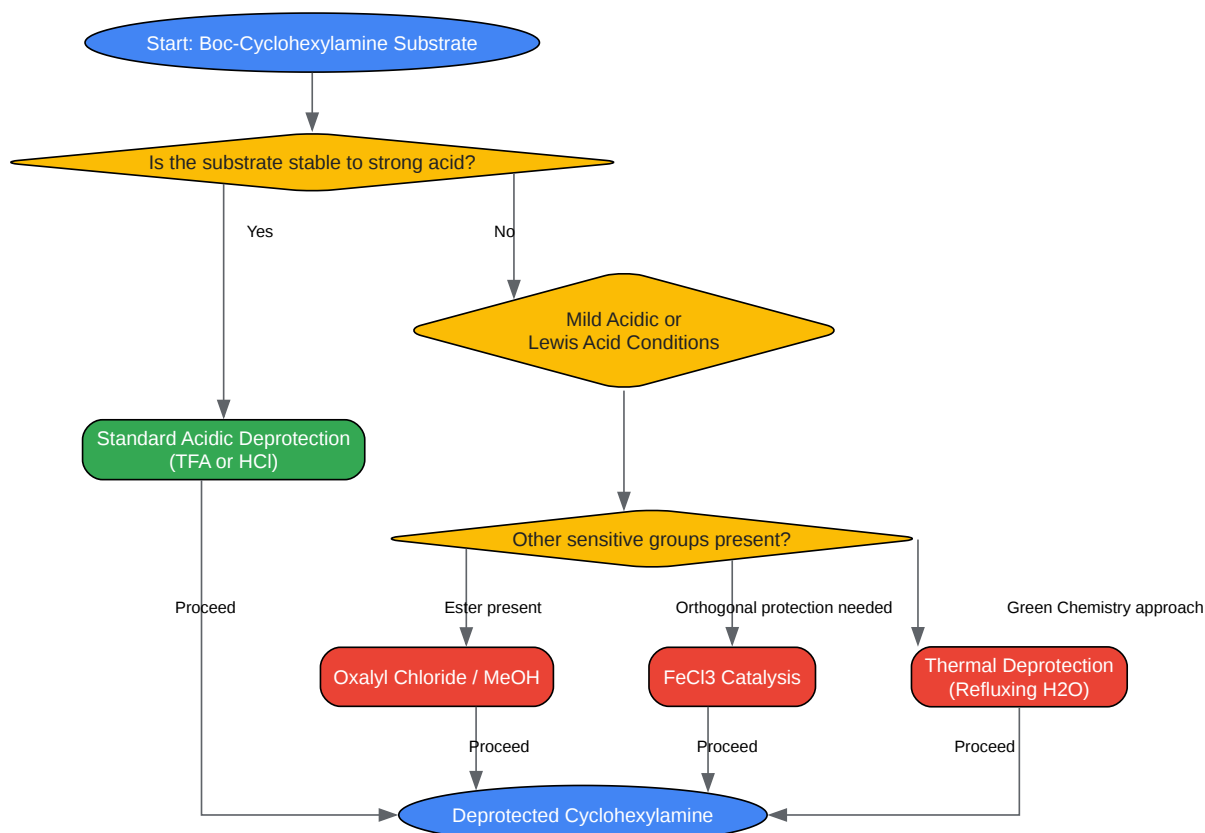 Start: Boc-Cyclohexylamine Substrate
Is the substrate stable to strong acid?
Yes
No
Mild Acidic or
Lewis Acid Conditions
Standard Acidic Deprotection
(TFA or HCl)
Other sensitive groups present?
Proceed
Ester present
Orthogonal protection needed
Green Chemistry approach
Oxalyl Chloride / MeOH
FeCl3 Catalysis
Thermal Deprotection
(Refluxing H2O)
Proceed
Proceed
Proceed
Deprotected Cyclohexylamine